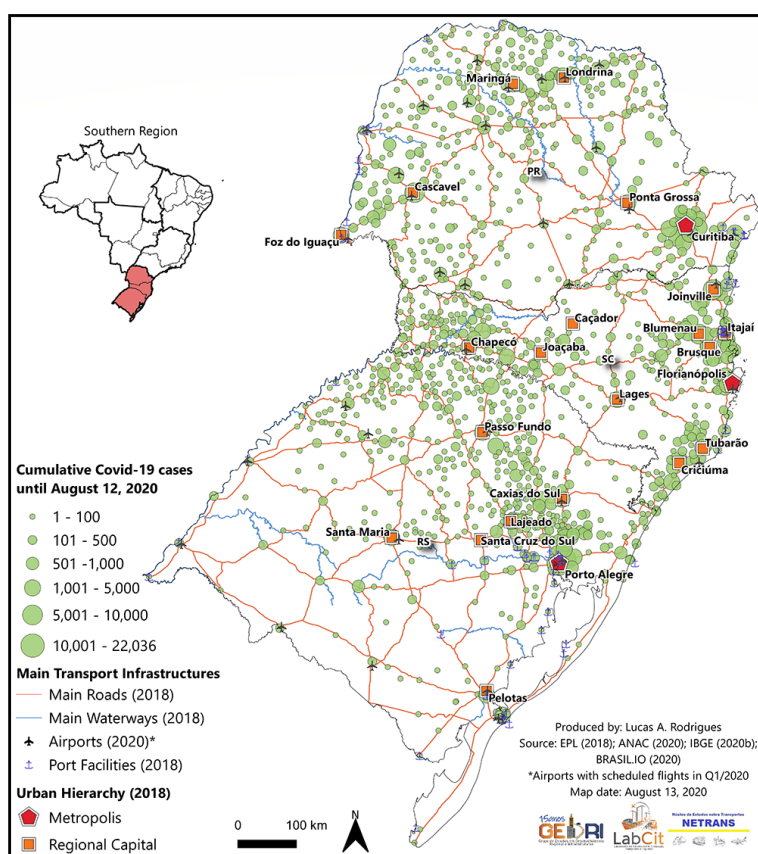 Southern Region
Maringá
Londrina
PR
Cascavel
Ponta Grossa
Curitiba
Foz do Iguaçu
Joinville
Caçador
Blumenau
Itajaí
Chapecó
Joaçaba
Brusque
SC
Florianópolis
Lages
Passo Fundo
Tubarão
Criciúma
Caxias do Sul
Lajeado
Santa Maria
RS
Santa Cruz do Sul
Porto Alegre
Pelotas
Cumulative Covid-19 cases
until August 12, 2020
1 - 100
101 - 500
501 -1,000
1,001 - 5,000
5,001 - 10,000
10,001 - 22,036
Main Transport Infrastructures
Main Roads (2018)
Main Waterways (2018)
Airports (2020)*
Port Facilities (2018)
Urban Hierarchy (2018)
Metropolis
Regional Capital
0 100 km
N
Produced by: Lucas A. Rodrigues
Source: EPL (2018); ANAC (2020); IBGE (2020b);
BRASIL.IO (2020)
*Airports with scheduled flights in Q1/2020
Map date: August 13, 2020
15anos
GEDRI
LabCit
Núcleo de Estudos sobre Transportes
NETRANS